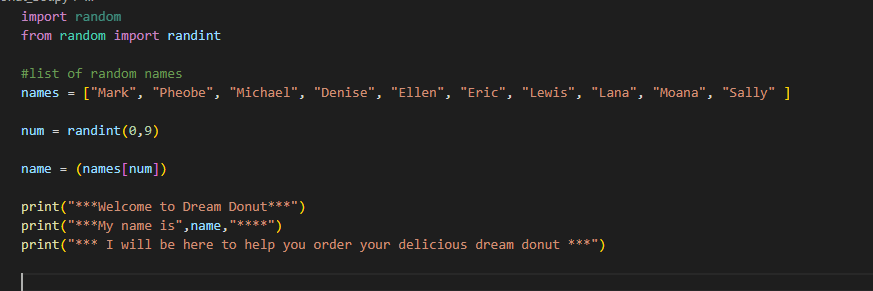 import random
from random import randint
#list of random names
names = ["Mark", "Pheobe", "Michael", "Denise", "Ellen", "Eric", "Lewis", "Lana", "Moana", "Sally" ]
num = randint(0,9)
name = (names[num])
print("***Welcome to Dream Donut***")
print("***My name is",name,"****")
print("*** I will be here to help you order your delicious dream donut ***")